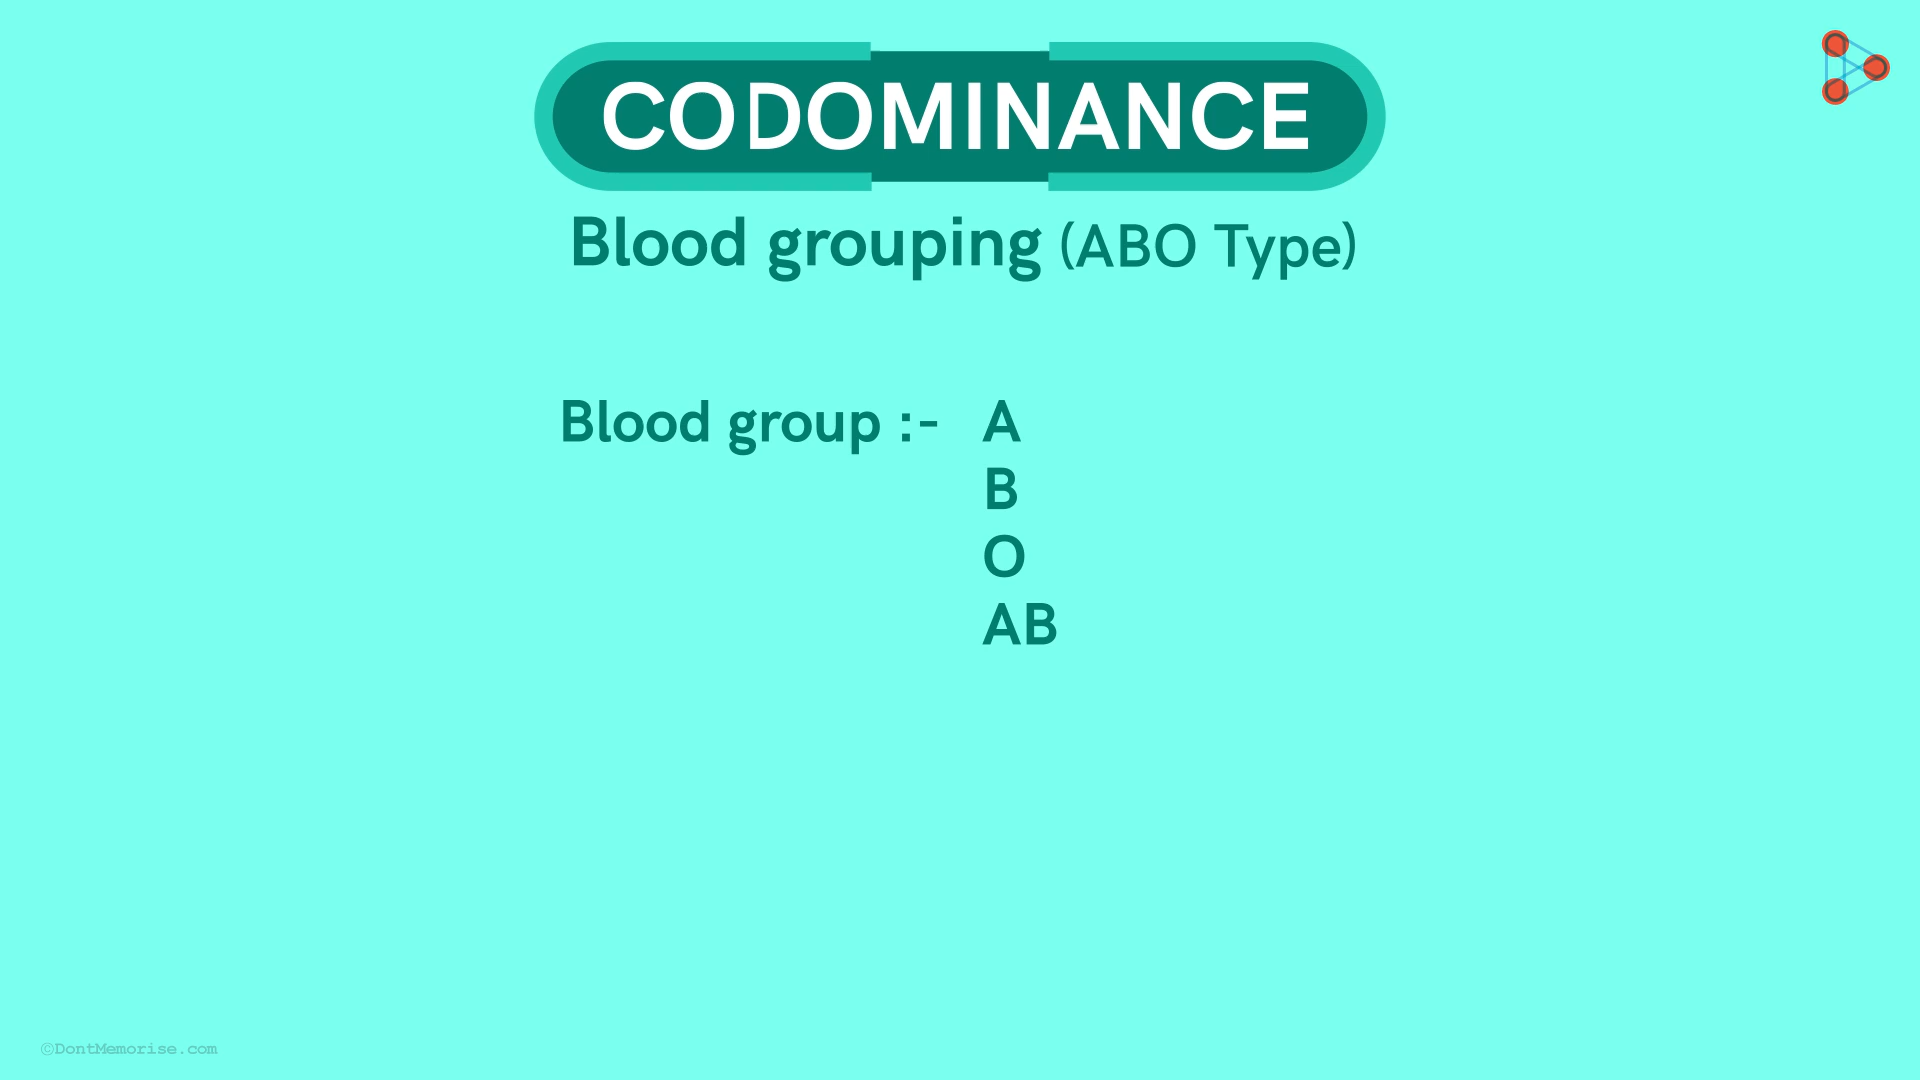 CODOMINANCE
Blood grouping (ABO Type)
Blood group :- A
B
O
AB
©DontMemorise.com